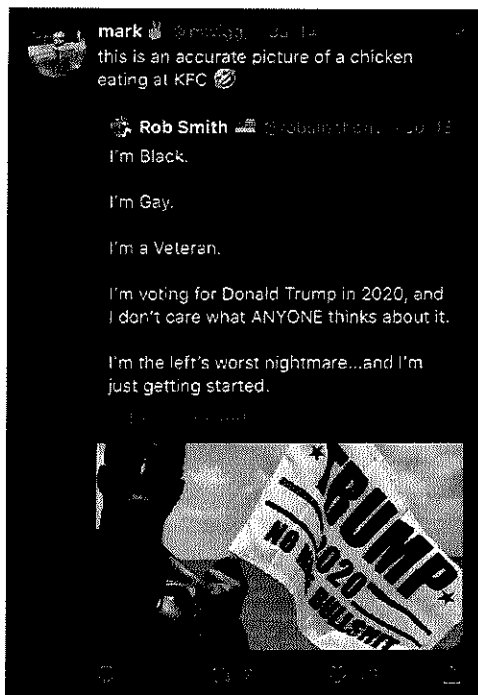 mark
this is an accurate picture of a chicken
eating at KFC
Rob Smith
I'm Black.
I'm Gay.
I'm a Veteran.
I'm voting for Donald Trump in 2020, and
I don't care what ANYONE thinks about it.
I'm the left's worst nightmare...and I'm
just getting started.
TRUMP
2020
NO
BULLSHIT